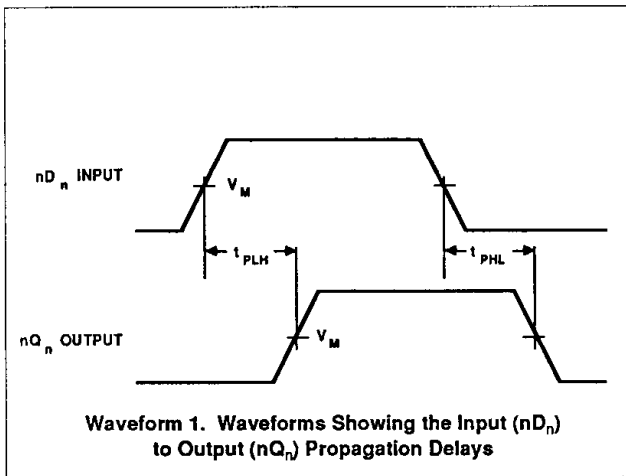 nDn INPUT
VM
tPLH
tPHL
nQn OUTPUT
VM
Waveform 1. Waveforms Showing the Input (nDn)
to Output (nQn) Propagation Delays